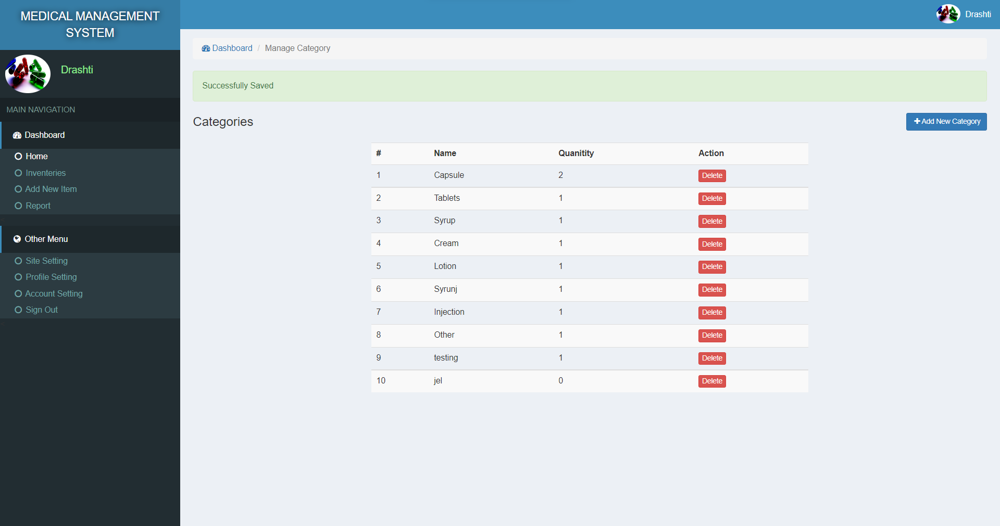 MEDICAL MANAGEMENT
SYSTEM
Drashti
Drashti
MAIN NAVIGATION
Dashboard
Home
Inventeries
Add New Item
Report
Other Menu
Site Setting
Profile Setting
Account Setting
Sign Out
Dashboard / Manage Category
Successfully Saved
Categories
Add New Category
# Name Quanitity Action
1 Capsule 2 Delete
2 Tablets 1 Delete
3 Syrup 1 Delete
4 Cream 1 Delete
5 Lotion 1 Delete
6 Syrunj 1 Delete
7 Injection 1 Delete
8 Other 1 Delete
9 testing 1 Delete
10 jel 0 Delete